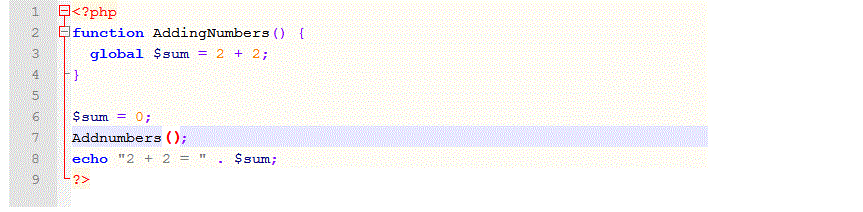 1 <?php
2 function AddingNumbers() {
3 global $sum = 2 + 2;
4 }
5
6 $sum = 0;
7 Addnumbers();
8 echo "2 + 2 = " . $sum;
9 ?>